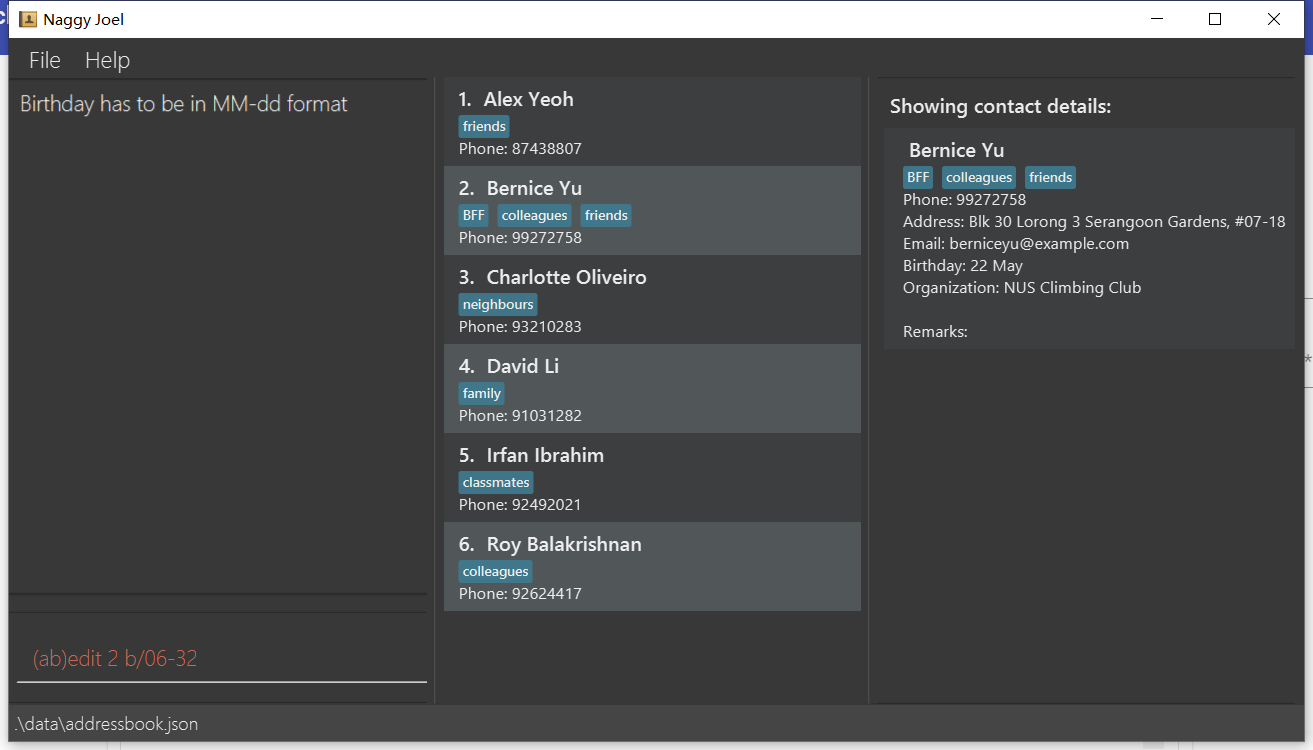 Naggy Joel
File Help
Birthday has to be in MM-dd format
(ab)edit 2 b/06-32
1. Alex Yeoh
friends
Phone: 87438807
2. Bernice Yu
BFF colleagues friends
Phone: 99272758
3. Charlotte Oliveiro
neighbours
Phone: 93210283
4. David Li
family
Phone: 91031282
5. Irfan Ibrahim
classmates
Phone: 92492021
6. Roy Balakrishnan
colleagues
Phone: 92624417
Showing contact details:
Bernice Yu
BFF colleagues friends
Phone: 99272758
Address: Blk 30 Lorong 3 Serangoon Gardens, #07-18
Email: berniceyu@example.com
Birthday: 22 May
Organization: NUS Climbing Club
Remarks:
.\data\addressbook.json